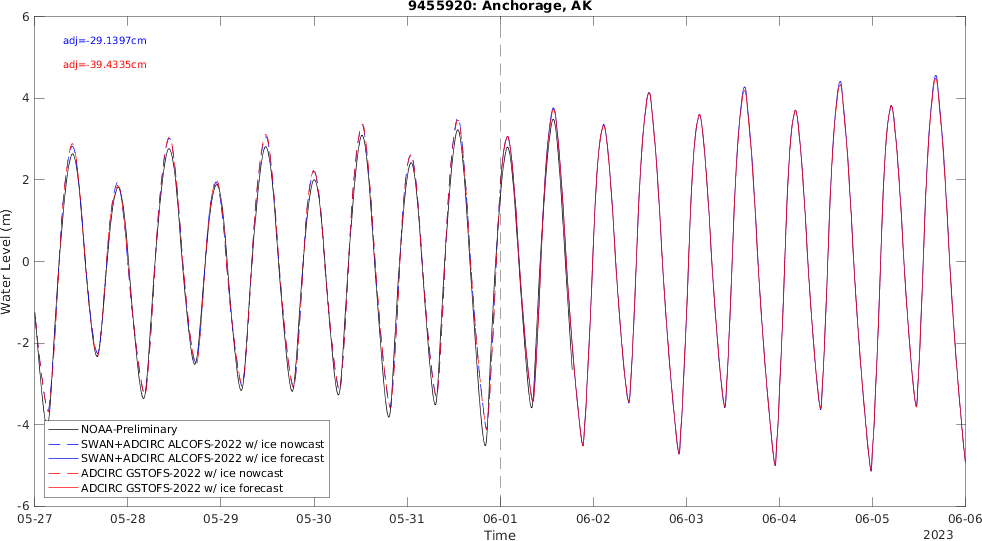 9455920: Anchorage, AK
adj=-29.1397cm
adj=-39.4335cm
6
4
2
0
-2
-4
-6
Water Level (m)
NOAA-Preliminary
SWAN+ADCIRC ALCOFS-2022 w/ ice nowcast
SWAN+ADCIRC ALCOFS-2022 w/ ice forecast
ADCIRC GSTOFS-2022 w/ ice nowcast
ADCIRC GSTOFS-2022 w/ ice forecast
05-27 05-28 05-29 05-30 05-31 06-01 06-02 06-03 06-04 06-05 06-06
Time
2023